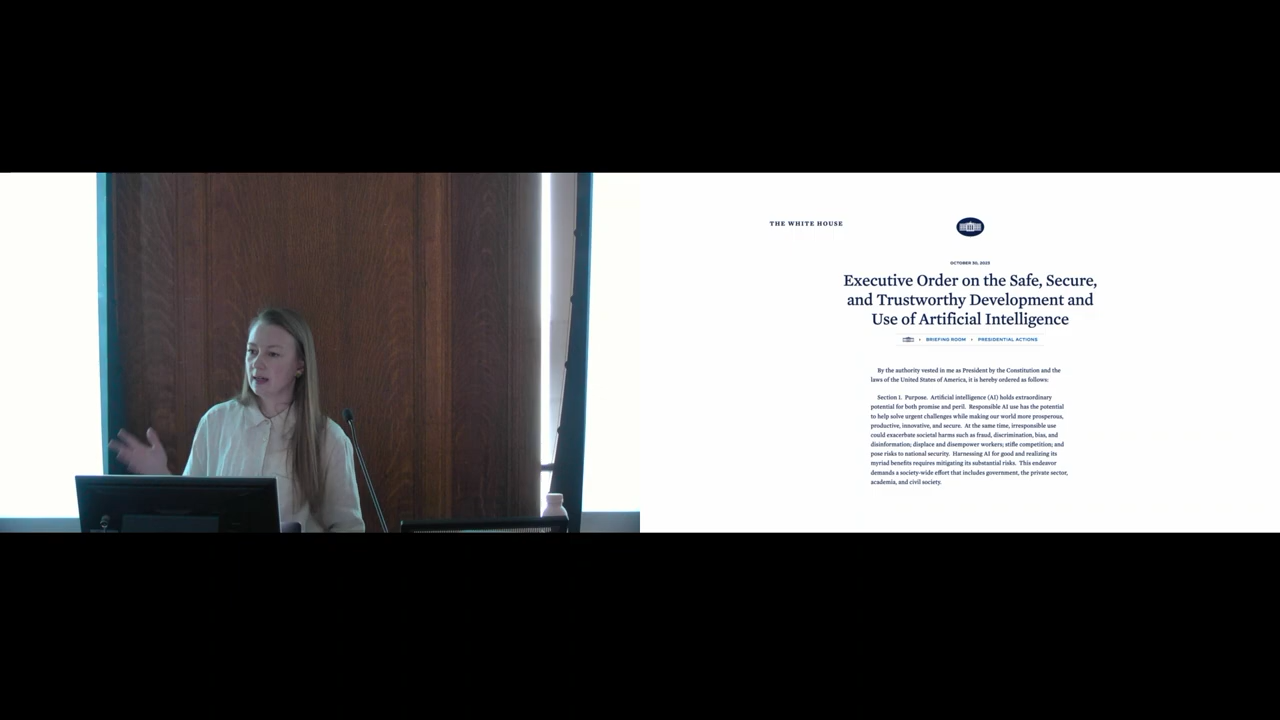 THE WHITE HOUSE
OCTOBER 30, 2023
Executive Order on the Safe, Secure,
and Trustworthy Development and
Use of Artificial Intelligence
BRIEFING ROOM
PRESIDENTIAL ACTIONS
By the authority vested in me as President by the Constitution and the
laws of the United States of America, it is hereby ordered as follows:
Section 1. Purpose. Artificial intelligence (AI) holds extraordinary
potential for both promise and peril. Responsible AI use has the potential
to help solve urgent challenges while making our world more prosperous,
productive, innovative, and secure. At the same time, irresponsible use
could exacerbate societal harms such as fraud, discrimination, bias, and
disinformation; displace and disempower workers; stifle competition; and
pose risks to national security. Harnessing AI for good and realizing its
myriad benefits requires mitigating its substantial risks. This endeavor
demands a society-wide effort that includes government, the private sector,
academia, and civil society.